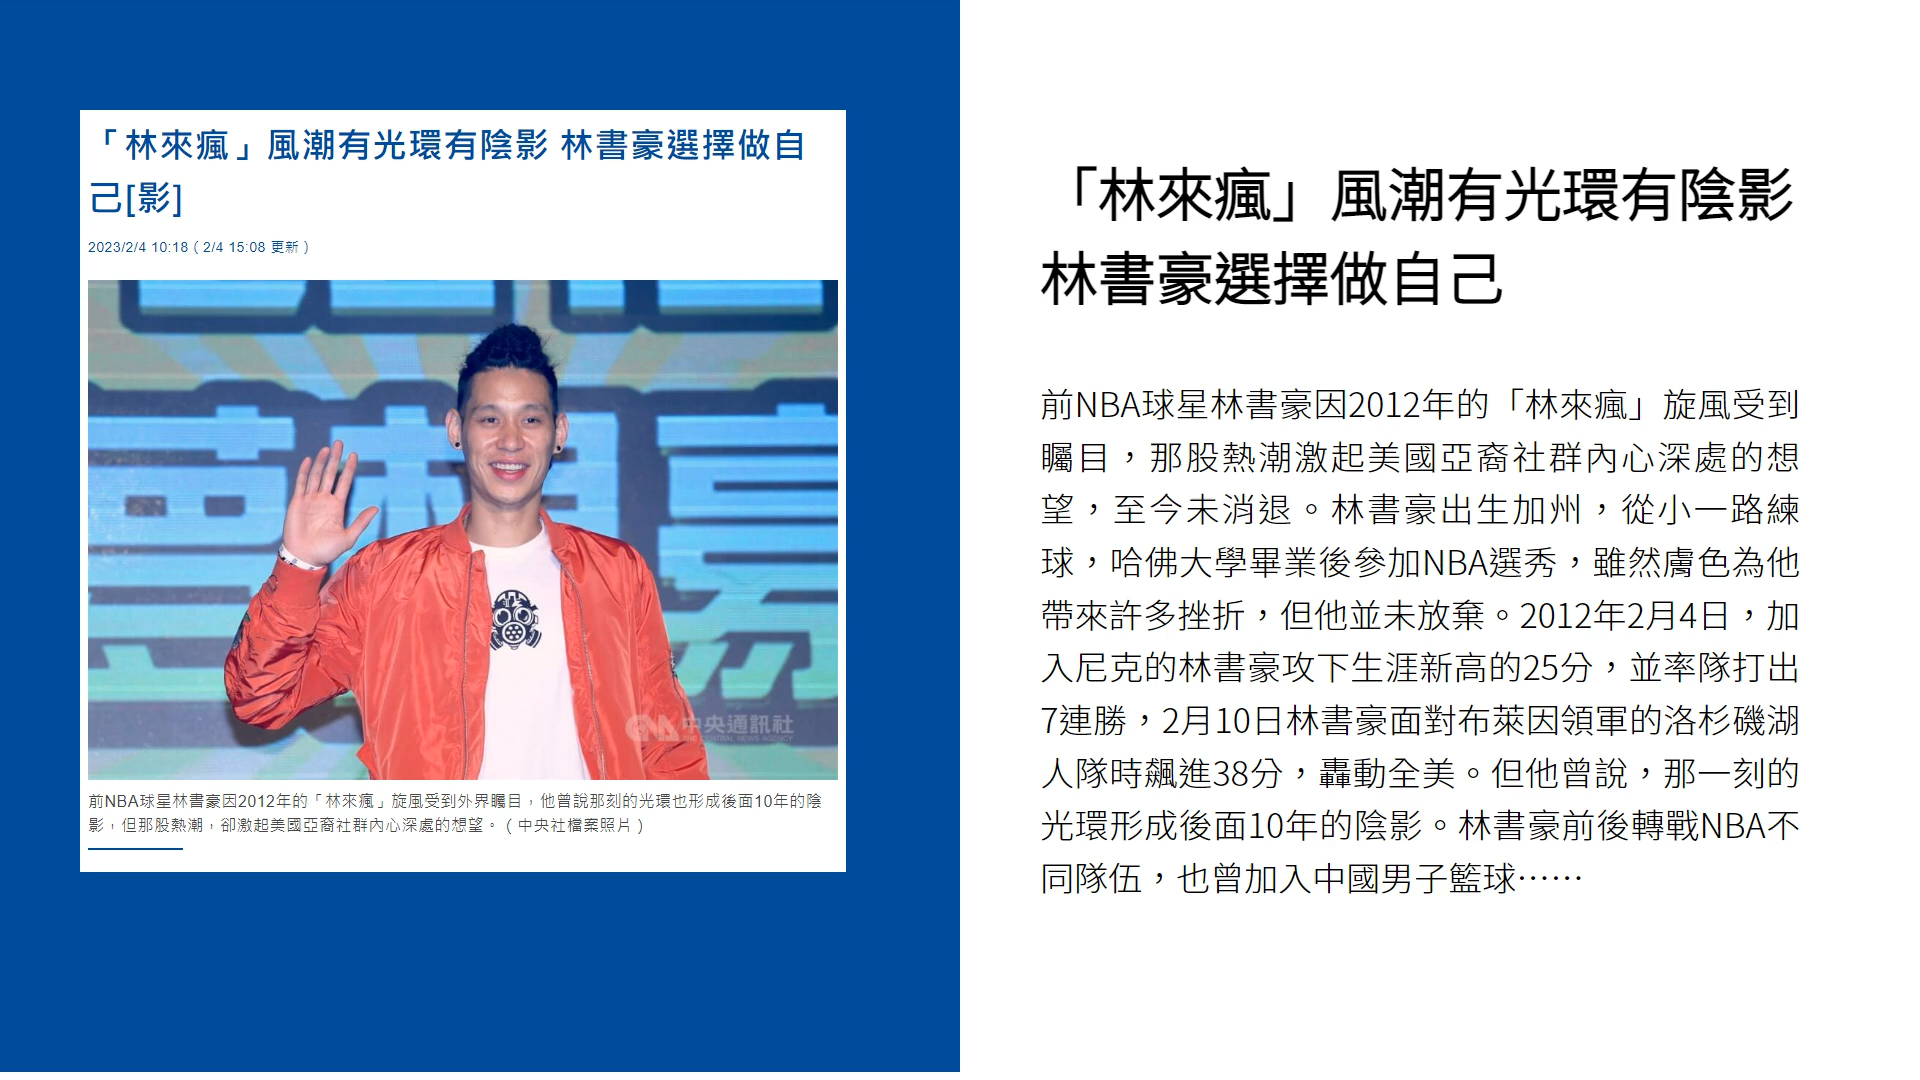 「林來瘋」風潮有光環有陰影 林書豪選擇做自
己[影]
2023/2/4 10:18（2/4 15:08 更新）
中央通訊社
THE CENTRAL NEWS AGENCY
前NBA球星林書豪因2012年的「林來瘋」旋風受到外界矚目，他曾說那刻的光環也形成後面10年的陰
影，但那股熱潮，卻激起美國亞裔社群內心深處的想望。（中央社檔案照片）
「林來瘋」風潮有光環有陰影
林書豪選擇做自己
前NBA球星林書豪因2012年的「林來瘋」旋風受到
矚目，那股熱潮激起美國亞裔社群內心深處的想
望，至今未消退。林書豪出生加州，從小一路練
球，哈佛大學畢業後參加NBA選秀，雖然膚色為他
帶來許多挫折，但他並未放棄。2012年2月4日，加
入尼克的林書豪攻下生涯新高的25分，並率隊打出
7連勝，2月10日林書豪面對布萊因領軍的洛杉磯湖
人隊時飆進38分，轟動全美。但他曾說，那一刻的
光環形成後面10年的陰影。林書豪前後轉戰NBA不
同隊伍，也曾加入中國男子籃球……